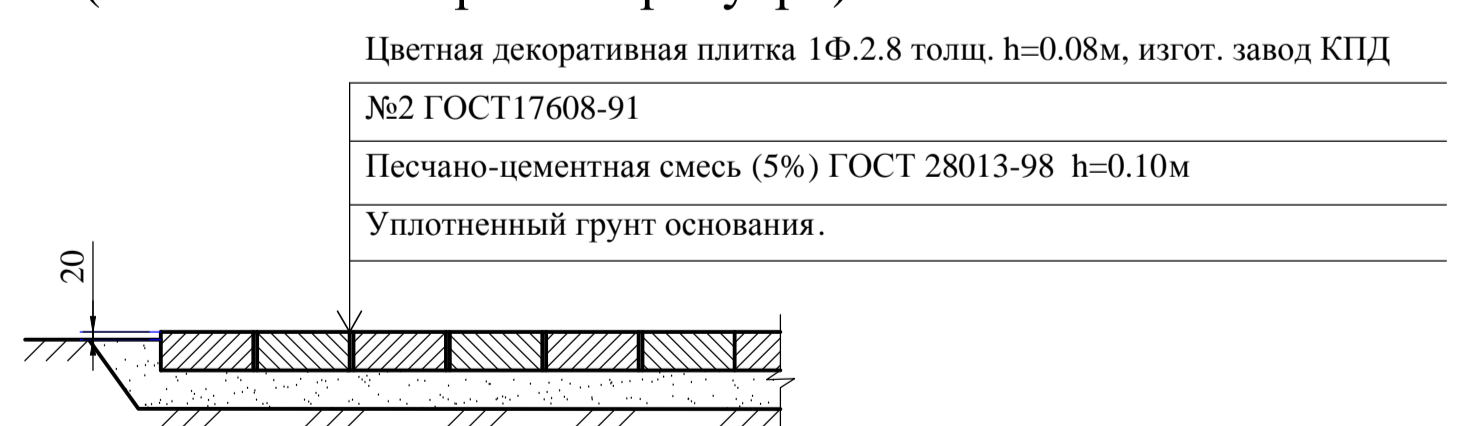 Цветная декоративная плитка 1Ф.2.8 толщ. h=0.08м, изгот. завод КПД
№2 ГОСТ17608-91
Песчано-цементная смесь (5%) ГОСТ 28013-98 h=0.10м
Уплотненный грунт основания.
20